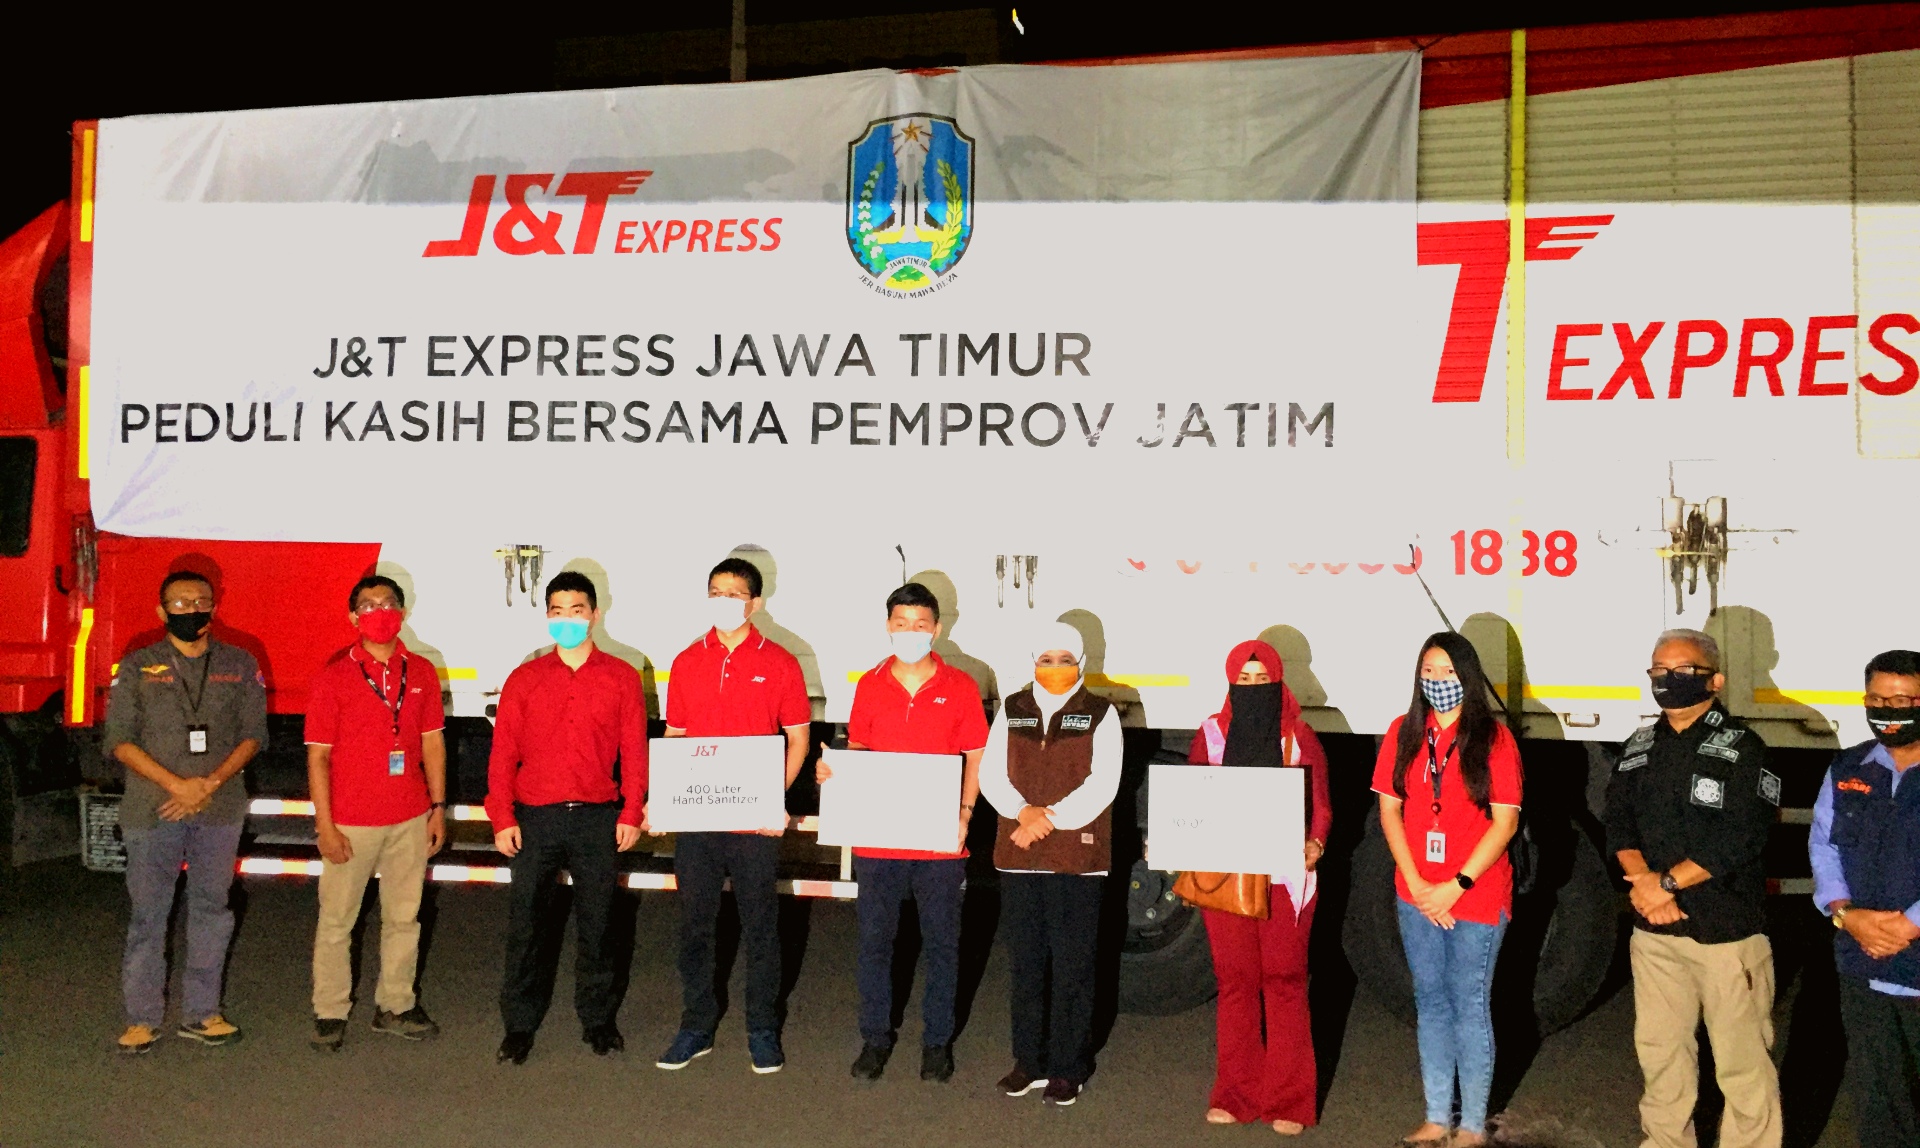 J&T EXPRESS
JAWA TIMUR
JER BASUKI MAWA BEYA
J&T EXPRESS JAWA TIMUR
PEDULI KASIH BERSAMA PEMPROV JATIM
T EXPRES
1888
J&T
400 Liter
Hand Sanitizer
J&T
J&T
J&T